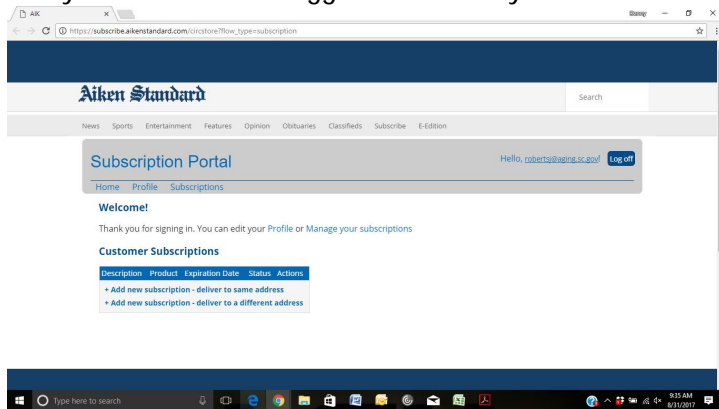 AIK
https://subscribe.aikenstandard.com/circstore?flow_type=subscription
Aiken Standard
Search
News Sports Entertainment Features Opinion Obituaries Classifieds Subscribe E-Edition
Subscription Portal
Hello, robertsj@aging.sc.gov! Log off
Home Profile Subscriptions
Welcome!
Thank you for signing in. You can edit your Profile or Manage your subscriptions
Customer Subscriptions
Description Product Expiration Date Status Actions
+ Add new subscription - deliver to same address
+ Add new subscription - deliver to a different address
Type here to search
9:35 AM
8/31/2017